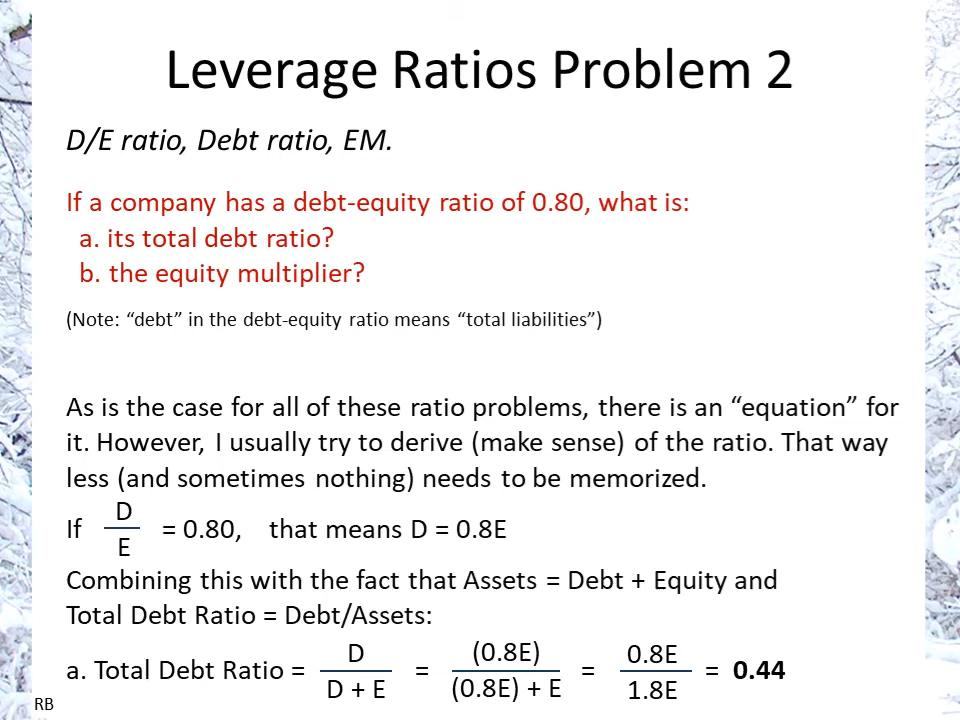 Leverage Ratios Problem 2
D/E ratio, Debt ratio, EM.
If a company has a debt-equity ratio of 0.80, what is:
a. its total debt ratio?
b. the equity multiplier?
(Note: “debt” in the debt-equity ratio means “total liabilities”)
As is the case for all of these ratio problems, there is an “equation” for
it. However, I usually try to derive (make sense) of the ratio. That way
less (and sometimes nothing) needs to be memorized.
If D/E = 0.80, that means D = 0.8E
Combining this with the fact that Assets = Debt + Equity and
Total Debt Ratio = Debt/Assets:
a. Total Debt Ratio = D/(D + E) = (0.8E)/((0.8E) + E) = 0.8E/1.8E = 0.44
RB